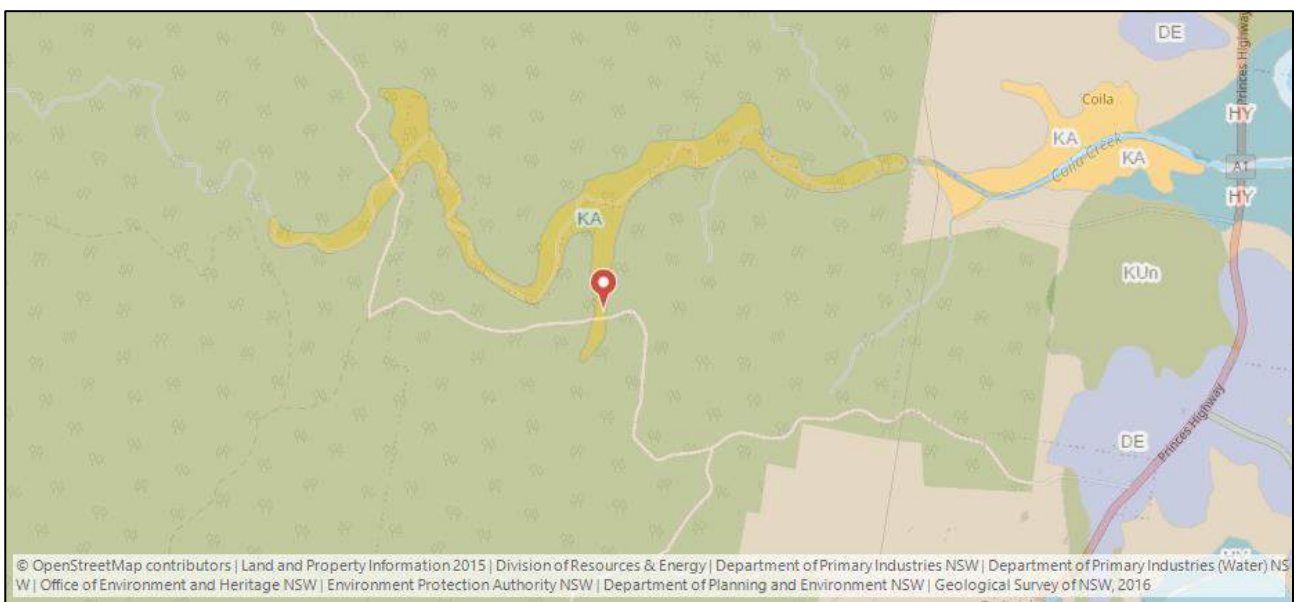 DE
Princes Highway
Coila
HY
KA
KA
Coila Creek
A1
HY
KA
KUn
DE
Princes Highway
© OpenStreetMap contributors | Land and Property Information 2015 | Division of Resources & Energy | Department of Primary Industries NSW | Department of Primary Industries (Water) NS
W | Office of Environment and Heritage NSW | Environment Protection Authority NSW | Department of Planning and Environment NSW | Geological Survey of NSW, 2016